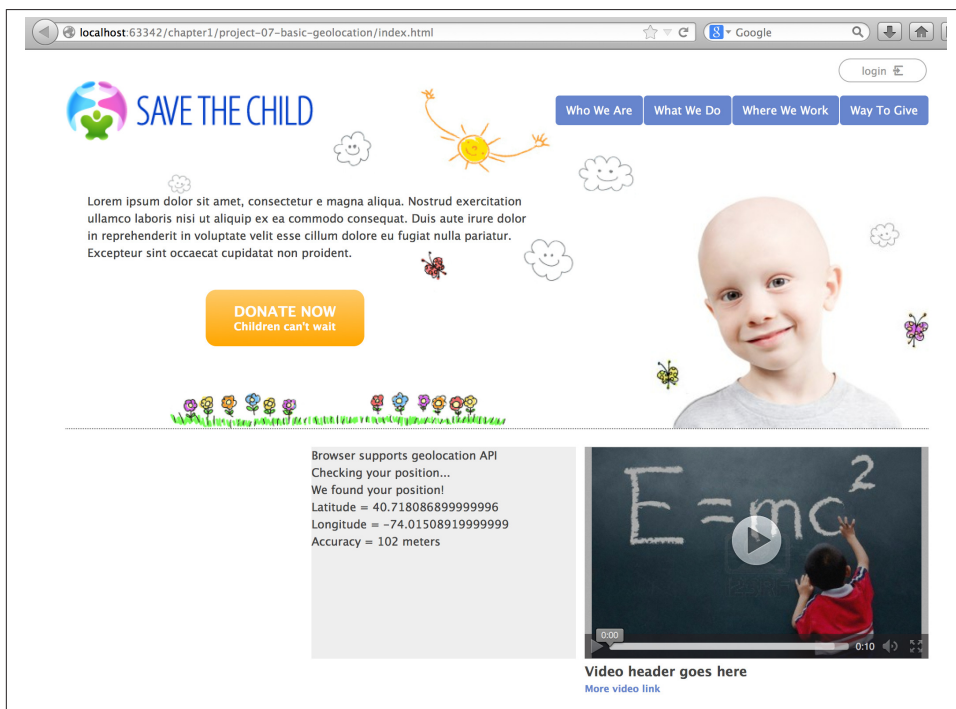 localhost:63342/chapter1/project-07-basic-geolocation/index.html
Google
login
SAVE THE CHILD
Who We Are
What We Do
Where We Work
Way To Give
Lorem ipsum dolor sit amet, consectetur e magna aliqua. Nostrud exercitation
ullamco laboris nisi ut aliquip ex ea commodo consequat. Duis aute irure dolor
in reprehenderit in voluptate velit esse cillum dolore eu fugiat nulla pariatur.
Excepteur sint occaecat cupidatat non proident.
DONATE NOW
Children can't wait
Browser supports geolocation API
Checking your position...
We found your position!
Latitude = 40.718086899999996
Longitude = -74.01508919999999
Accuracy = 102 meters
E=mc²
0:00
0:10
Video header goes here
More video link